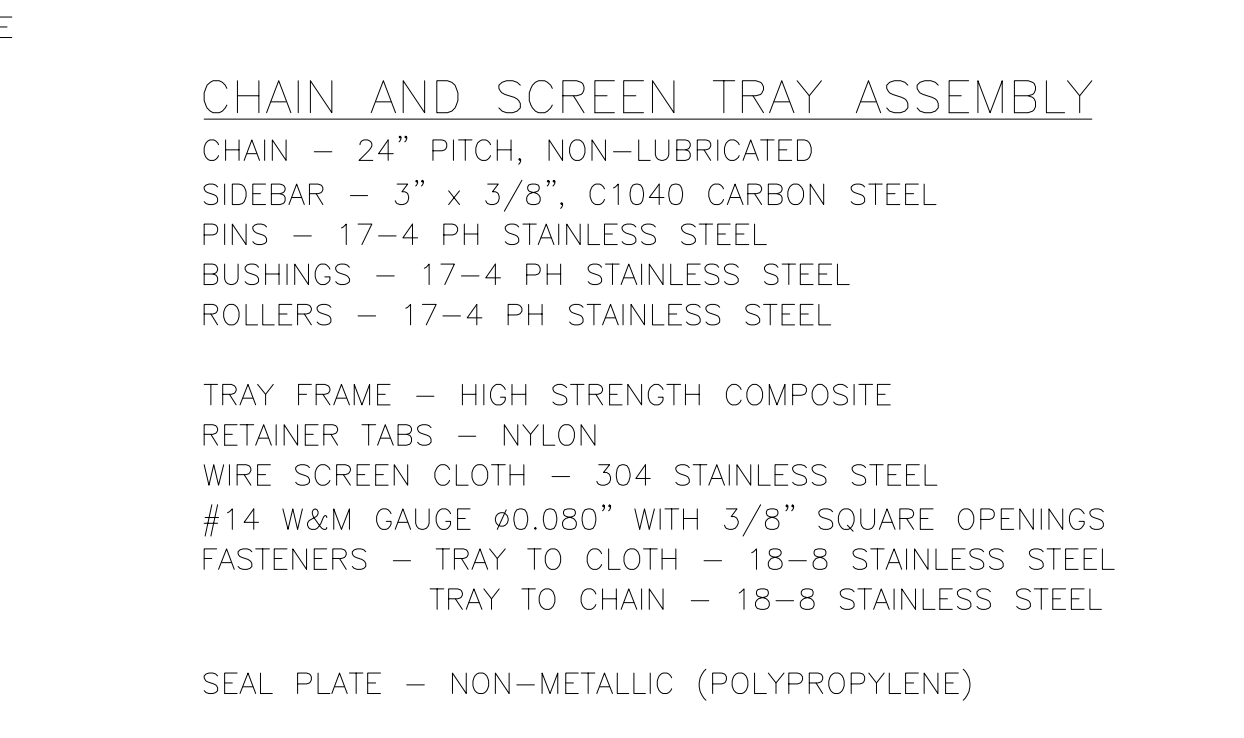 E
CHAIN AND SCREEN TRAY ASSEMBLY
CHAIN – 24” PITCH, NON–LUBRICATED
SIDEBAR – 3” x 3/8”, C1040 CARBON STEEL
PINS – 17–4 PH STAINLESS STEEL
BUSHINGS – 17–4 PH STAINLESS STEEL
ROLLERS – 17–4 PH STAINLESS STEEL
TRAY FRAME – HIGH STRENGTH COMPOSITE
RETAINER TABS – NYLON
WIRE SCREEN CLOTH – 304 STAINLESS STEEL
#14 W&M GAUGE ø0.080” WITH 3/8” SQUARE OPENINGS
FASTENERS – TRAY TO CLOTH – 18–8 STAINLESS STEEL
TRAY TO CHAIN – 18–8 STAINLESS STEEL
SEAL PLATE – NON–METALLIC (POLYPROPYLENE)